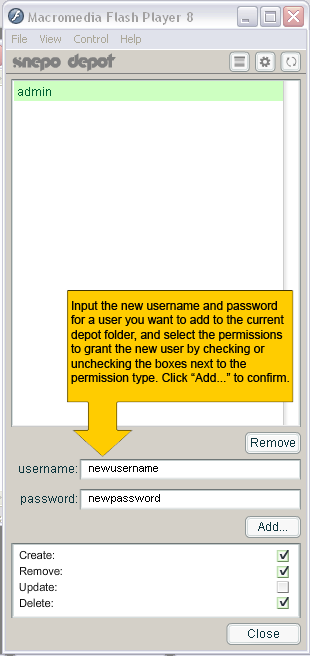 Macromedia Flash Player 8
File View Control Help
snepo depot
admin
Input the new username and password
for a user you want to add to the current
depot folder, and select the permissions
to grant the new user by checking or
unchecking the boxes next to the
permission type. Click “Add...” to confirm.
Remove
username: newusername
password: newpassword
Add...
Create:
Remove:
Update:
Delete:
Close